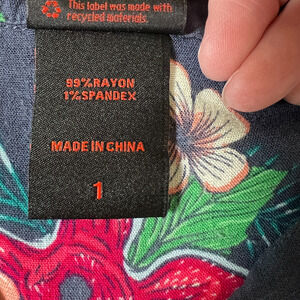 This label was made with
recycled materials.
99%RAYON
1%SPANDEX
MADE IN CHINA
1